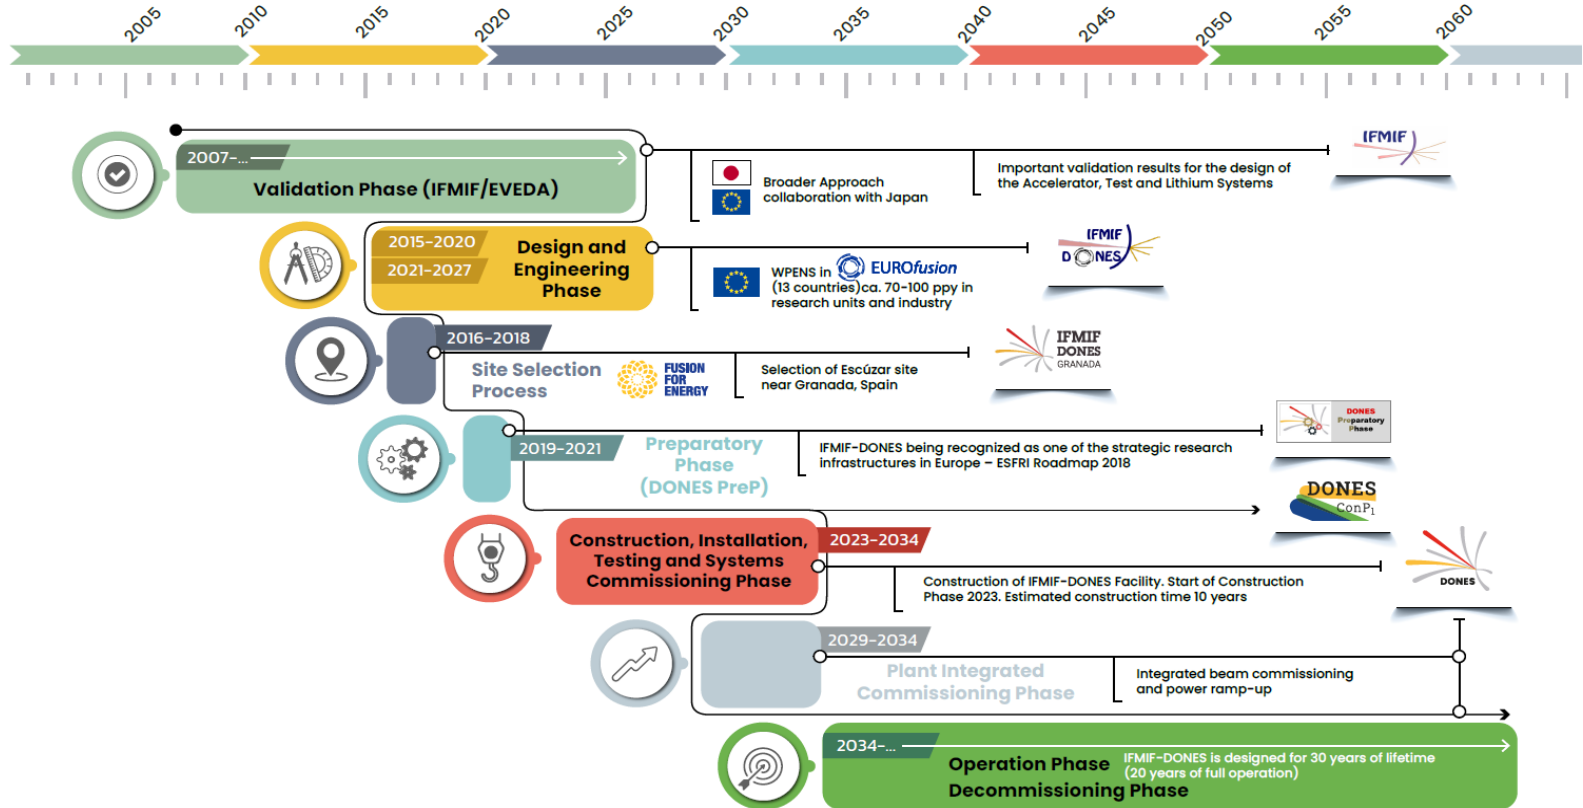 2005
2010
2015
2020
2025
2030
2035
2040
2045
2050
2055
2060
2007-...
Validation Phase (IFMIF/EVEDA)
Broader Approach
collaboration with Japan
Important validation results for the design of
the Accelerator, Test and Lithium Systems
IFMIF
2015-2020
2021-2027
Design and
Engineering
Phase
WPENS in EUROfusion
(13 countries)ca. 70-100 ppy in
research units and industry
IFMIF
DONES
2016-2018
Site Selection
Process
FUSION
FOR
ENERGY
Selection of Escúzar site
near Granada, Spain
IFMIF
DONES
GRANADA
2019-2021
Preparatory
Phase
(DONES PreP)
IFMIF-DONES being recognized as one of the strategic research
infrastructures in Europe – ESFRI Roadmap 2018
DONES
Preparatory
Phase
DONES
ConP1
Construction, Installation,
Testing and Systems
Commissioning Phase
2023-2034
Construction of IFMIF-DONES Facility. Start of Construction
Phase 2023. Estimated construction time 10 years
DONES
2029-2034
Plant Integrated
Commissioning Phase
Integrated beam commissioning
and power ramp-up
2034-...
Operation Phase
Decommissioning Phase
IFMIF-DONES is designed for 30 years of lifetime
(20 years of full operation)